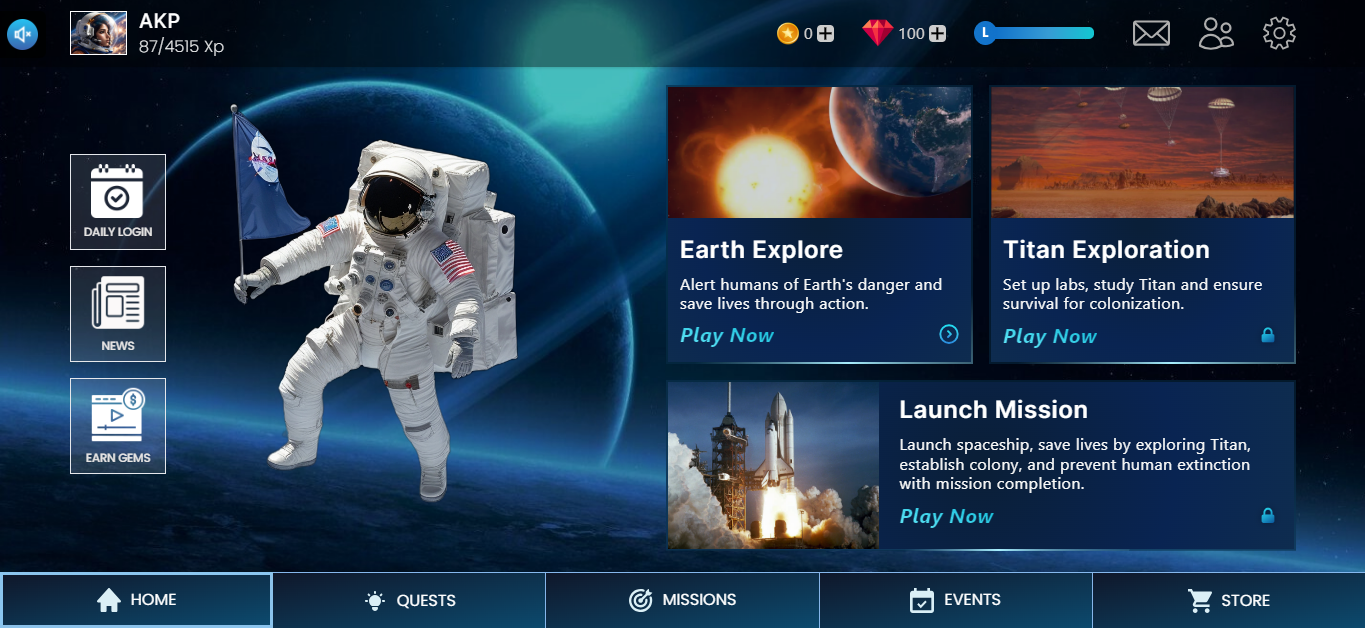 AKP
87/4515 Xp
0
100
L
DAILY LOGIN
NEWS
EARN GEMS
NASA
Earth Explore
Alert humans of Earth's danger and
save lives through action.
Play Now
Titan Exploration
Set up labs, study Titan and ensure
survival for colonization.
Play Now
Launch Mission
Launch spaceship, save lives by exploring Titan,
establish colony, and prevent human extinction
with mission completion.
Play Now
HOME
QUESTS
MISSIONS
EVENTS
STORE